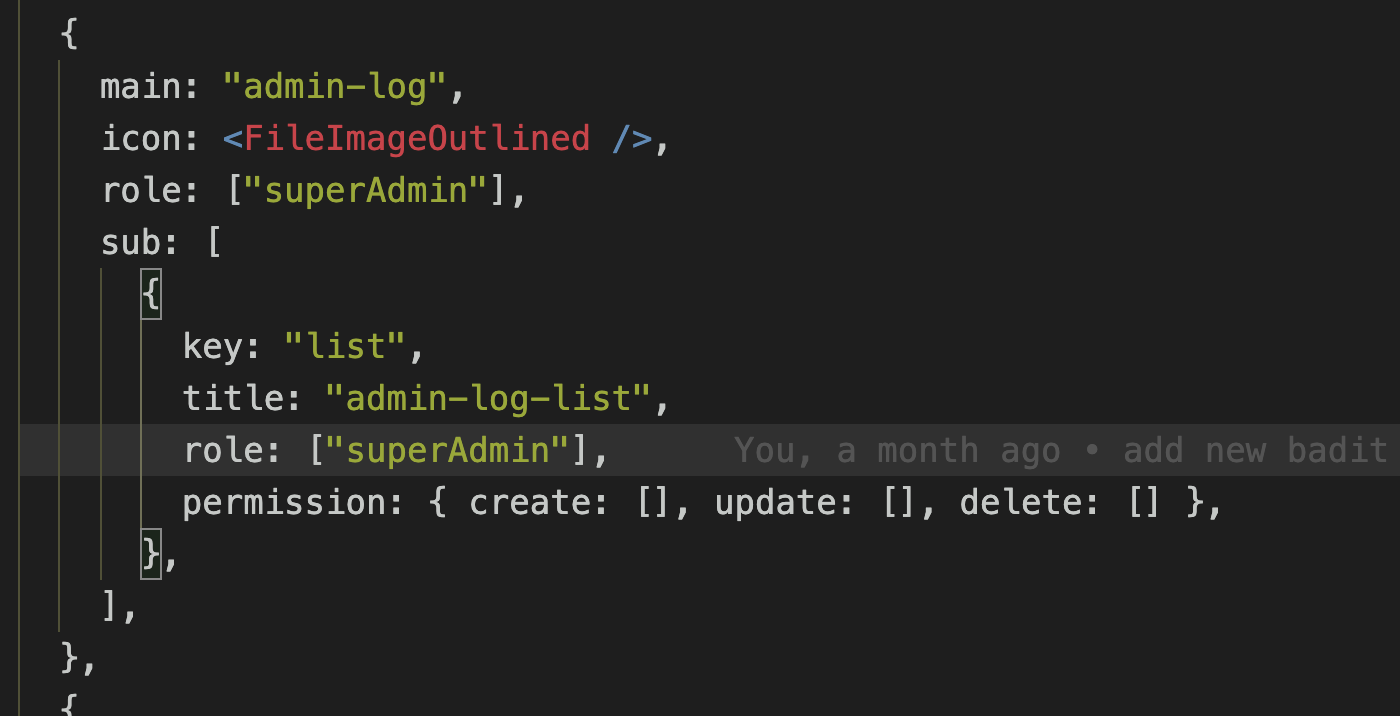 {
main: "admin-log",
icon: <FileImageOutlined />,
role: ["superAdmin"],
sub: [
{
key: "list",
title: "admin-log-list",
role: ["superAdmin"], You, a month ago • add new badit
permission: { create: [], update: [], delete: [] },
},
],
},
{